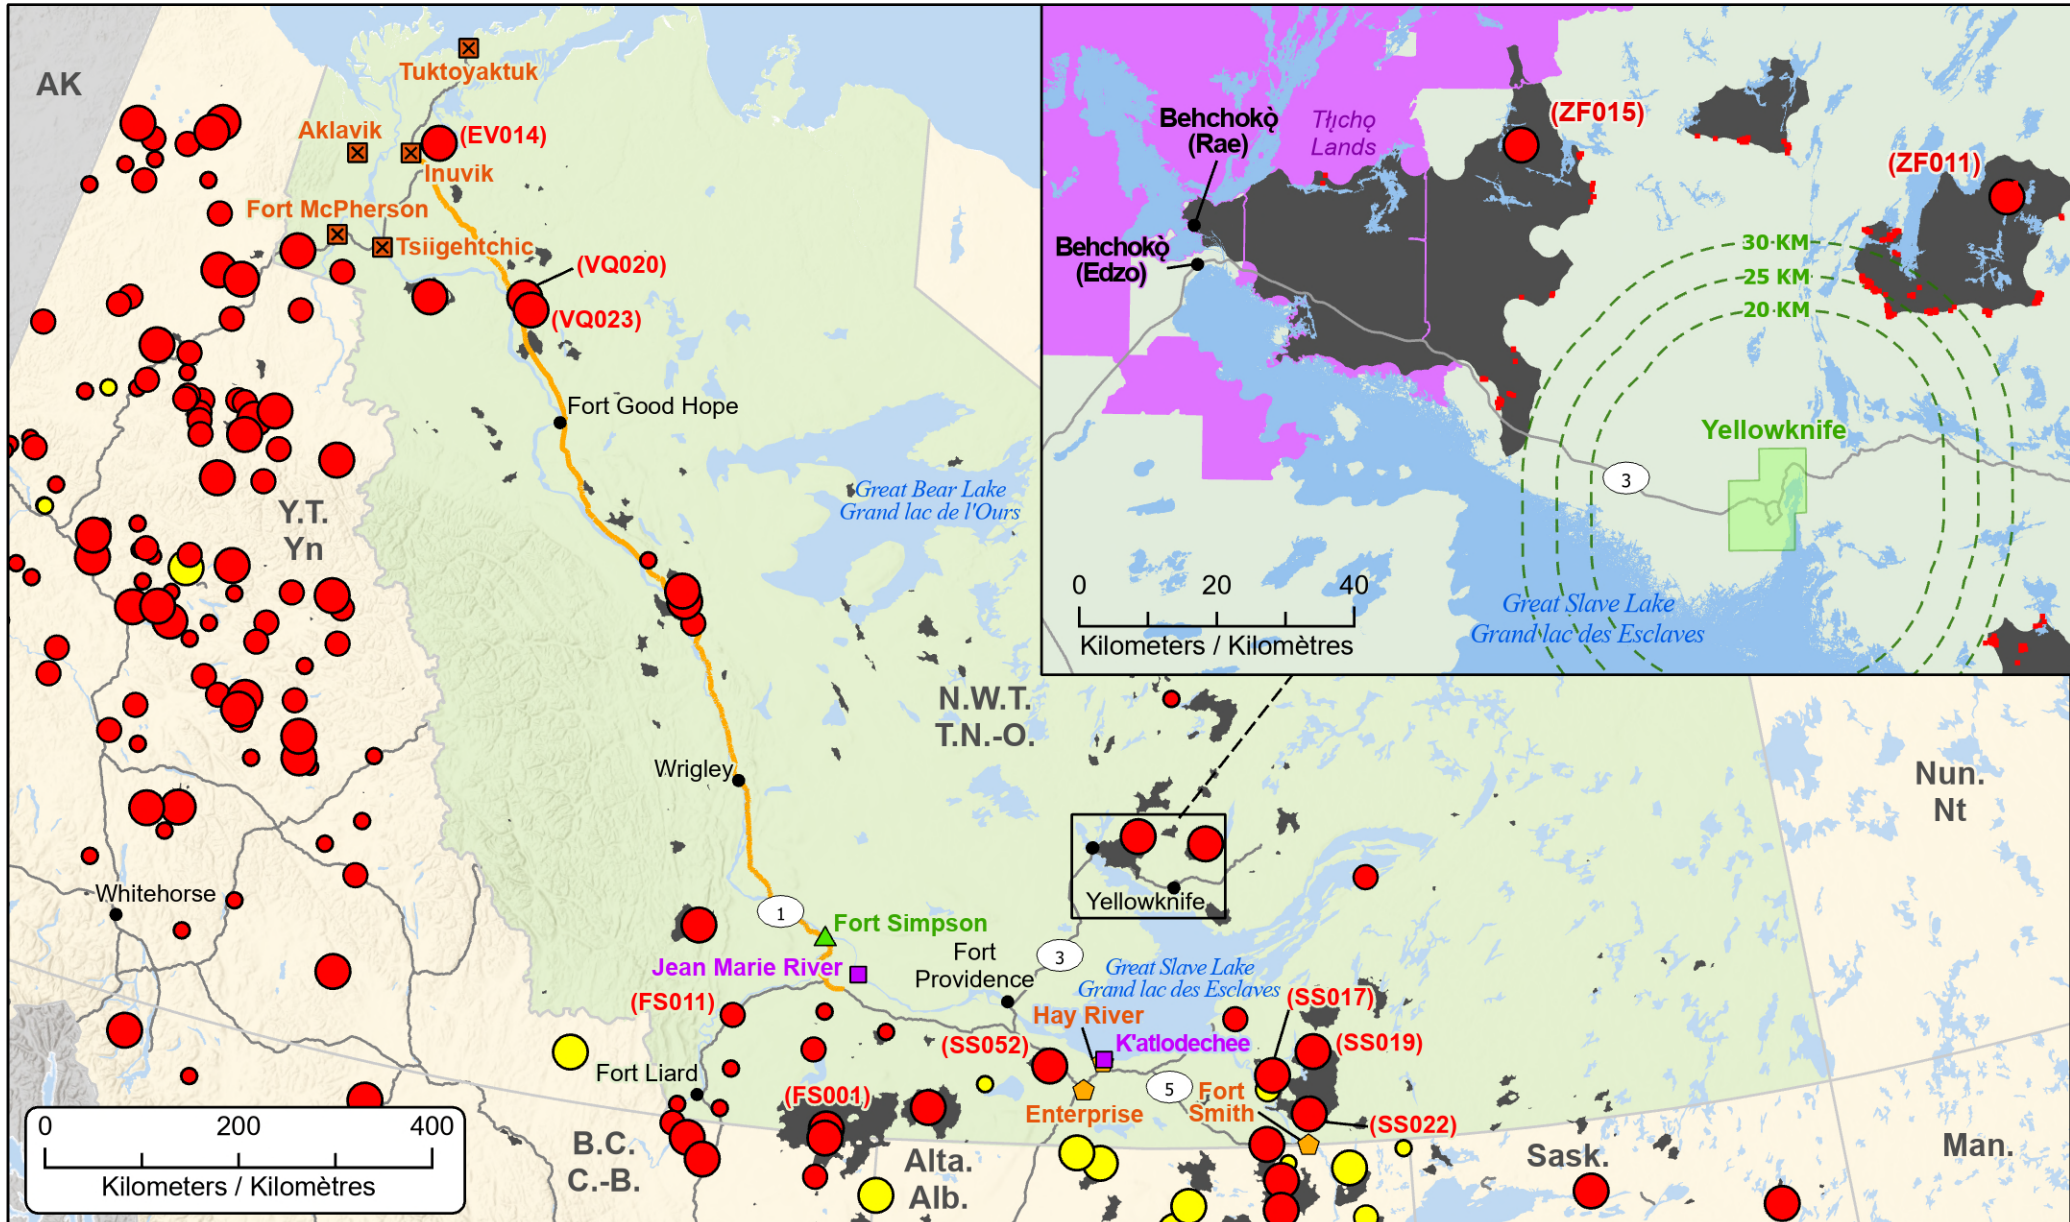 AK
Tuktoyaktuk
Aklavik
(EV014)
Inuvik
Fort McPherson
Tsiigehtchic
(VQ020)
(VQ023)
Fort Good Hope
Great Bear Lake
Grand lac de l'Ours
Y.T.
Yn
N.W.T.
T.N.-O.
Wrigley
Nun.
Nt
Whitehorse
Yellowknife
1
Fort Simpson
3
Fort
Providence
Jean Marie River
Great Slave Lake
Grand lac des Esclaves
(FS011)
(SS017)
Hay River
(SS052)
K'atlodechee
(SS019)
Fort Liard
5
Fort
Smith
(FS001)
Enterprise
(SS022)
B.C.
C.-B.
Alta.
Alb.
Sask.
Man.
0 200 400
Kilometers / Kilomètres
Behchokǫ̀
(Rae)
Tłı̨chǫ
Lands
(ZF015)
(ZF011)
Behchokǫ̀
(Edzo)
30 KM
25 KM
20 KM
Yellowknife
3
0 20 40
Kilometers / Kilomètres
Great Slave Lake
Grand lac des Esclaves